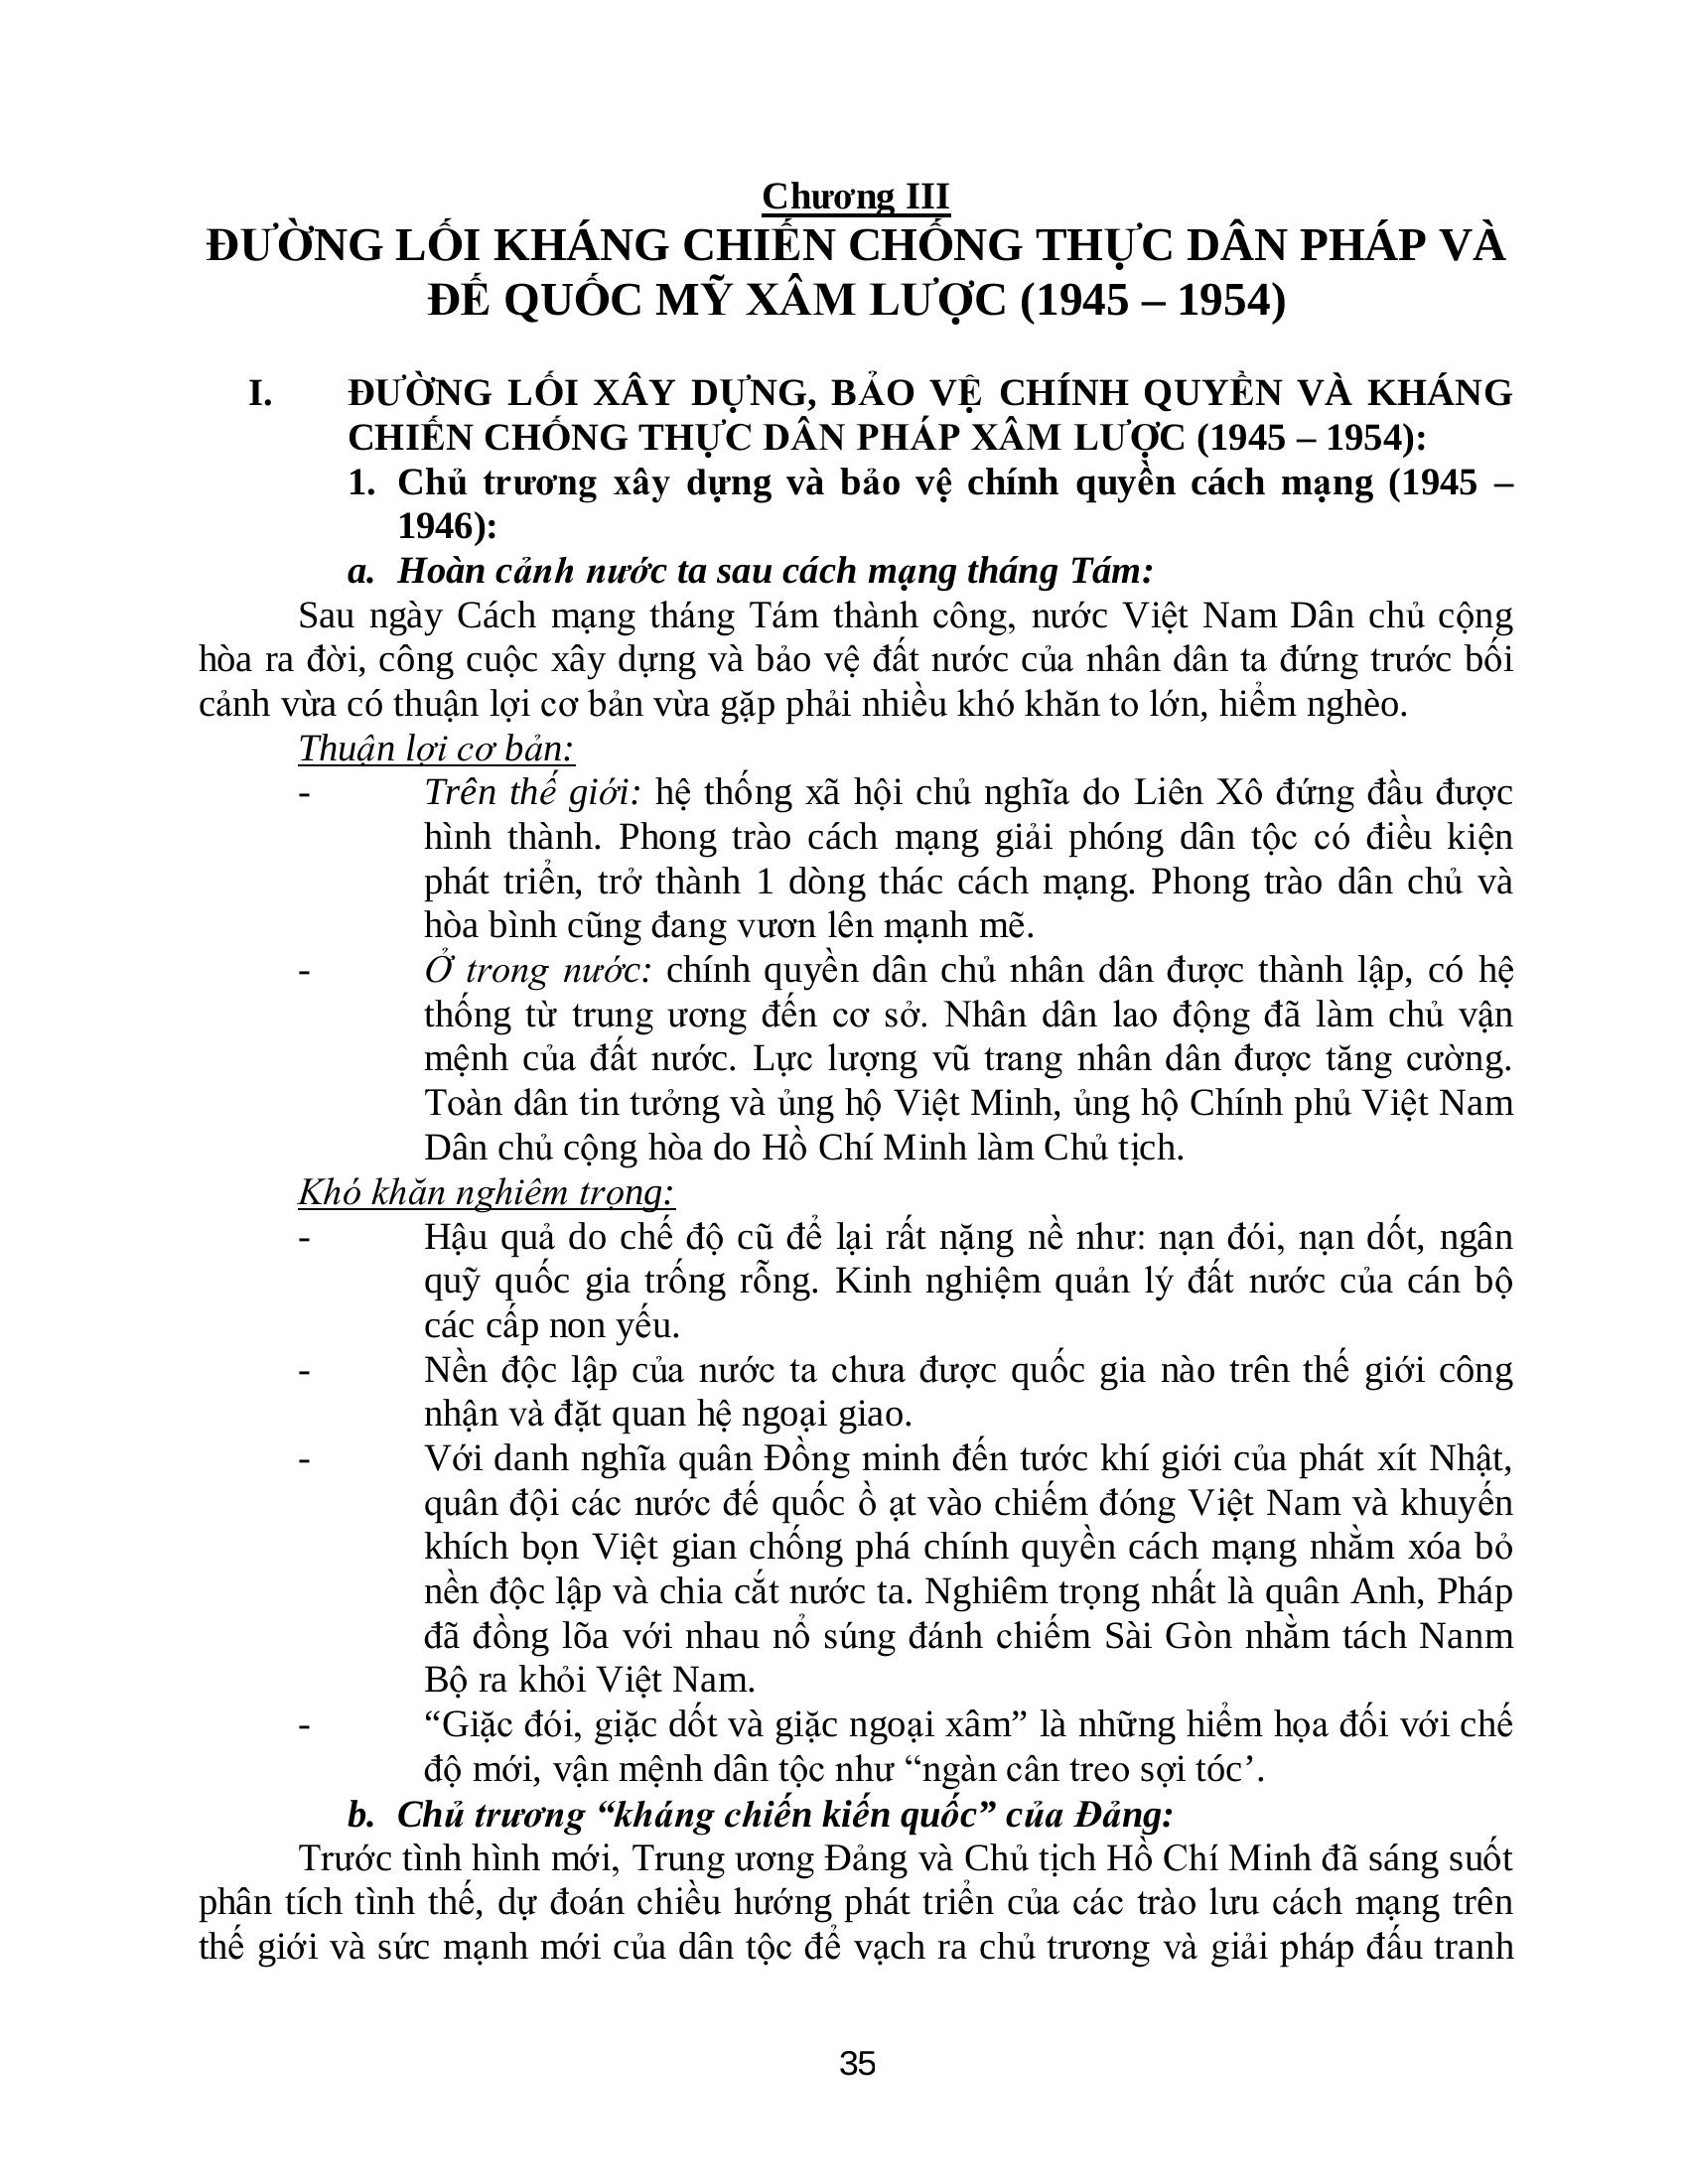 Chương III
ĐƯỜNG LỐI KHÁNG CHIẾN CHỐNG THỰC DÂN PHÁP VÀ
ĐẾ QUỐC MỸ XÂM LƯỢC (1945 – 1954)
I. ĐƯỜNG LỐI XÂY DỰNG, BẢO VỆ CHÍNH QUYỀN VÀ KHÁNG
CHIẾN CHỐNG THỰC DÂN PHÁP XÂM LƯỢC (1945 – 1954):
1. Chủ trương xây dựng và bảo vệ chính quyền cách mạng (1945 –
1946):
a. Hoàn cảnh nước ta sau cách mạng tháng Tám:
Sau ngày Cách mạng tháng Tám thành công, nước Việt Nam Dân chủ cộng
hòa ra đời, công cuộc xây dựng và bảo vệ đất nước của nhân dân ta đứng trước bối
cảnh vừa có thuận lợi cơ bản vừa gặp phải nhiều khó khăn to lớn, hiểm nghèo.
Thuận lợi cơ bản:
- Trên thế giới: hệ thống xã hội chủ nghĩa do Liên Xô đứng đầu được
hình thành. Phong trào cách mạng giải phóng dân tộc có điều kiện
phát triển, trở thành 1 dòng thác cách mạng. Phong trào dân chủ và
hòa bình cũng đang vươn lên mạnh mẽ.
- Ở trong nước: chính quyền dân chủ nhân dân được thành lập, có hệ
thống từ trung ương đến cơ sở. Nhân dân lao động đã làm chủ vận
mệnh của đất nước. Lực lượng vũ trang nhân dân được tăng cường.
Toàn dân tin tưởng và ủng hộ Việt Minh, ủng hộ Chính phủ Việt Nam
Dân chủ cộng hòa do Hồ Chí Minh làm Chủ tịch.
Khó khăn nghiêm trọng:
- Hậu quả do chế độ cũ để lại rất nặng nề như: nạn đói, nạn dốt, ngân
quỹ quốc gia trống rỗng. Kinh nghiệm quản lý đất nước của cán bộ
các cấp non yếu.
- Nền độc lập của nước ta chưa được quốc gia nào trên thế giới công
nhận và đặt quan hệ ngoại giao.
- Với danh nghĩa quân Đồng minh đến tước khí giới của phát xít Nhật,
quân đội các nước đế quốc ồ ạt vào chiếm đóng Việt Nam và khuyến
khích bọn Việt gian chống phá chính quyền cách mạng nhằm xóa bỏ
nền độc lập và chia cắt nước ta. Nghiêm trọng nhất là quân Anh, Pháp
đã đồng lõa với nhau nổ súng đánh chiếm Sài Gòn nhằm tách Nanm
Bộ ra khỏi Việt Nam.
- “Giặc đói, giặc dốt và giặc ngoại xâm” là những hiểm họa đối với chế
độ mới, vận mệnh dân tộc như “ngàn cân treo sợi tóc’.
b. Chủ trương “kháng chiến kiến quốc” của Đảng:
Trước tình hình mới, Trung ương Đảng và Chủ tịch Hồ Chí Minh đã sáng suốt
phân tích tình thế, dự đoán chiều hướng phát triển của các trào lưu cách mạng trên
thế giới và sức mạnh mới của dân tộc để vạch ra chủ trương và giải pháp đấu tranh
35